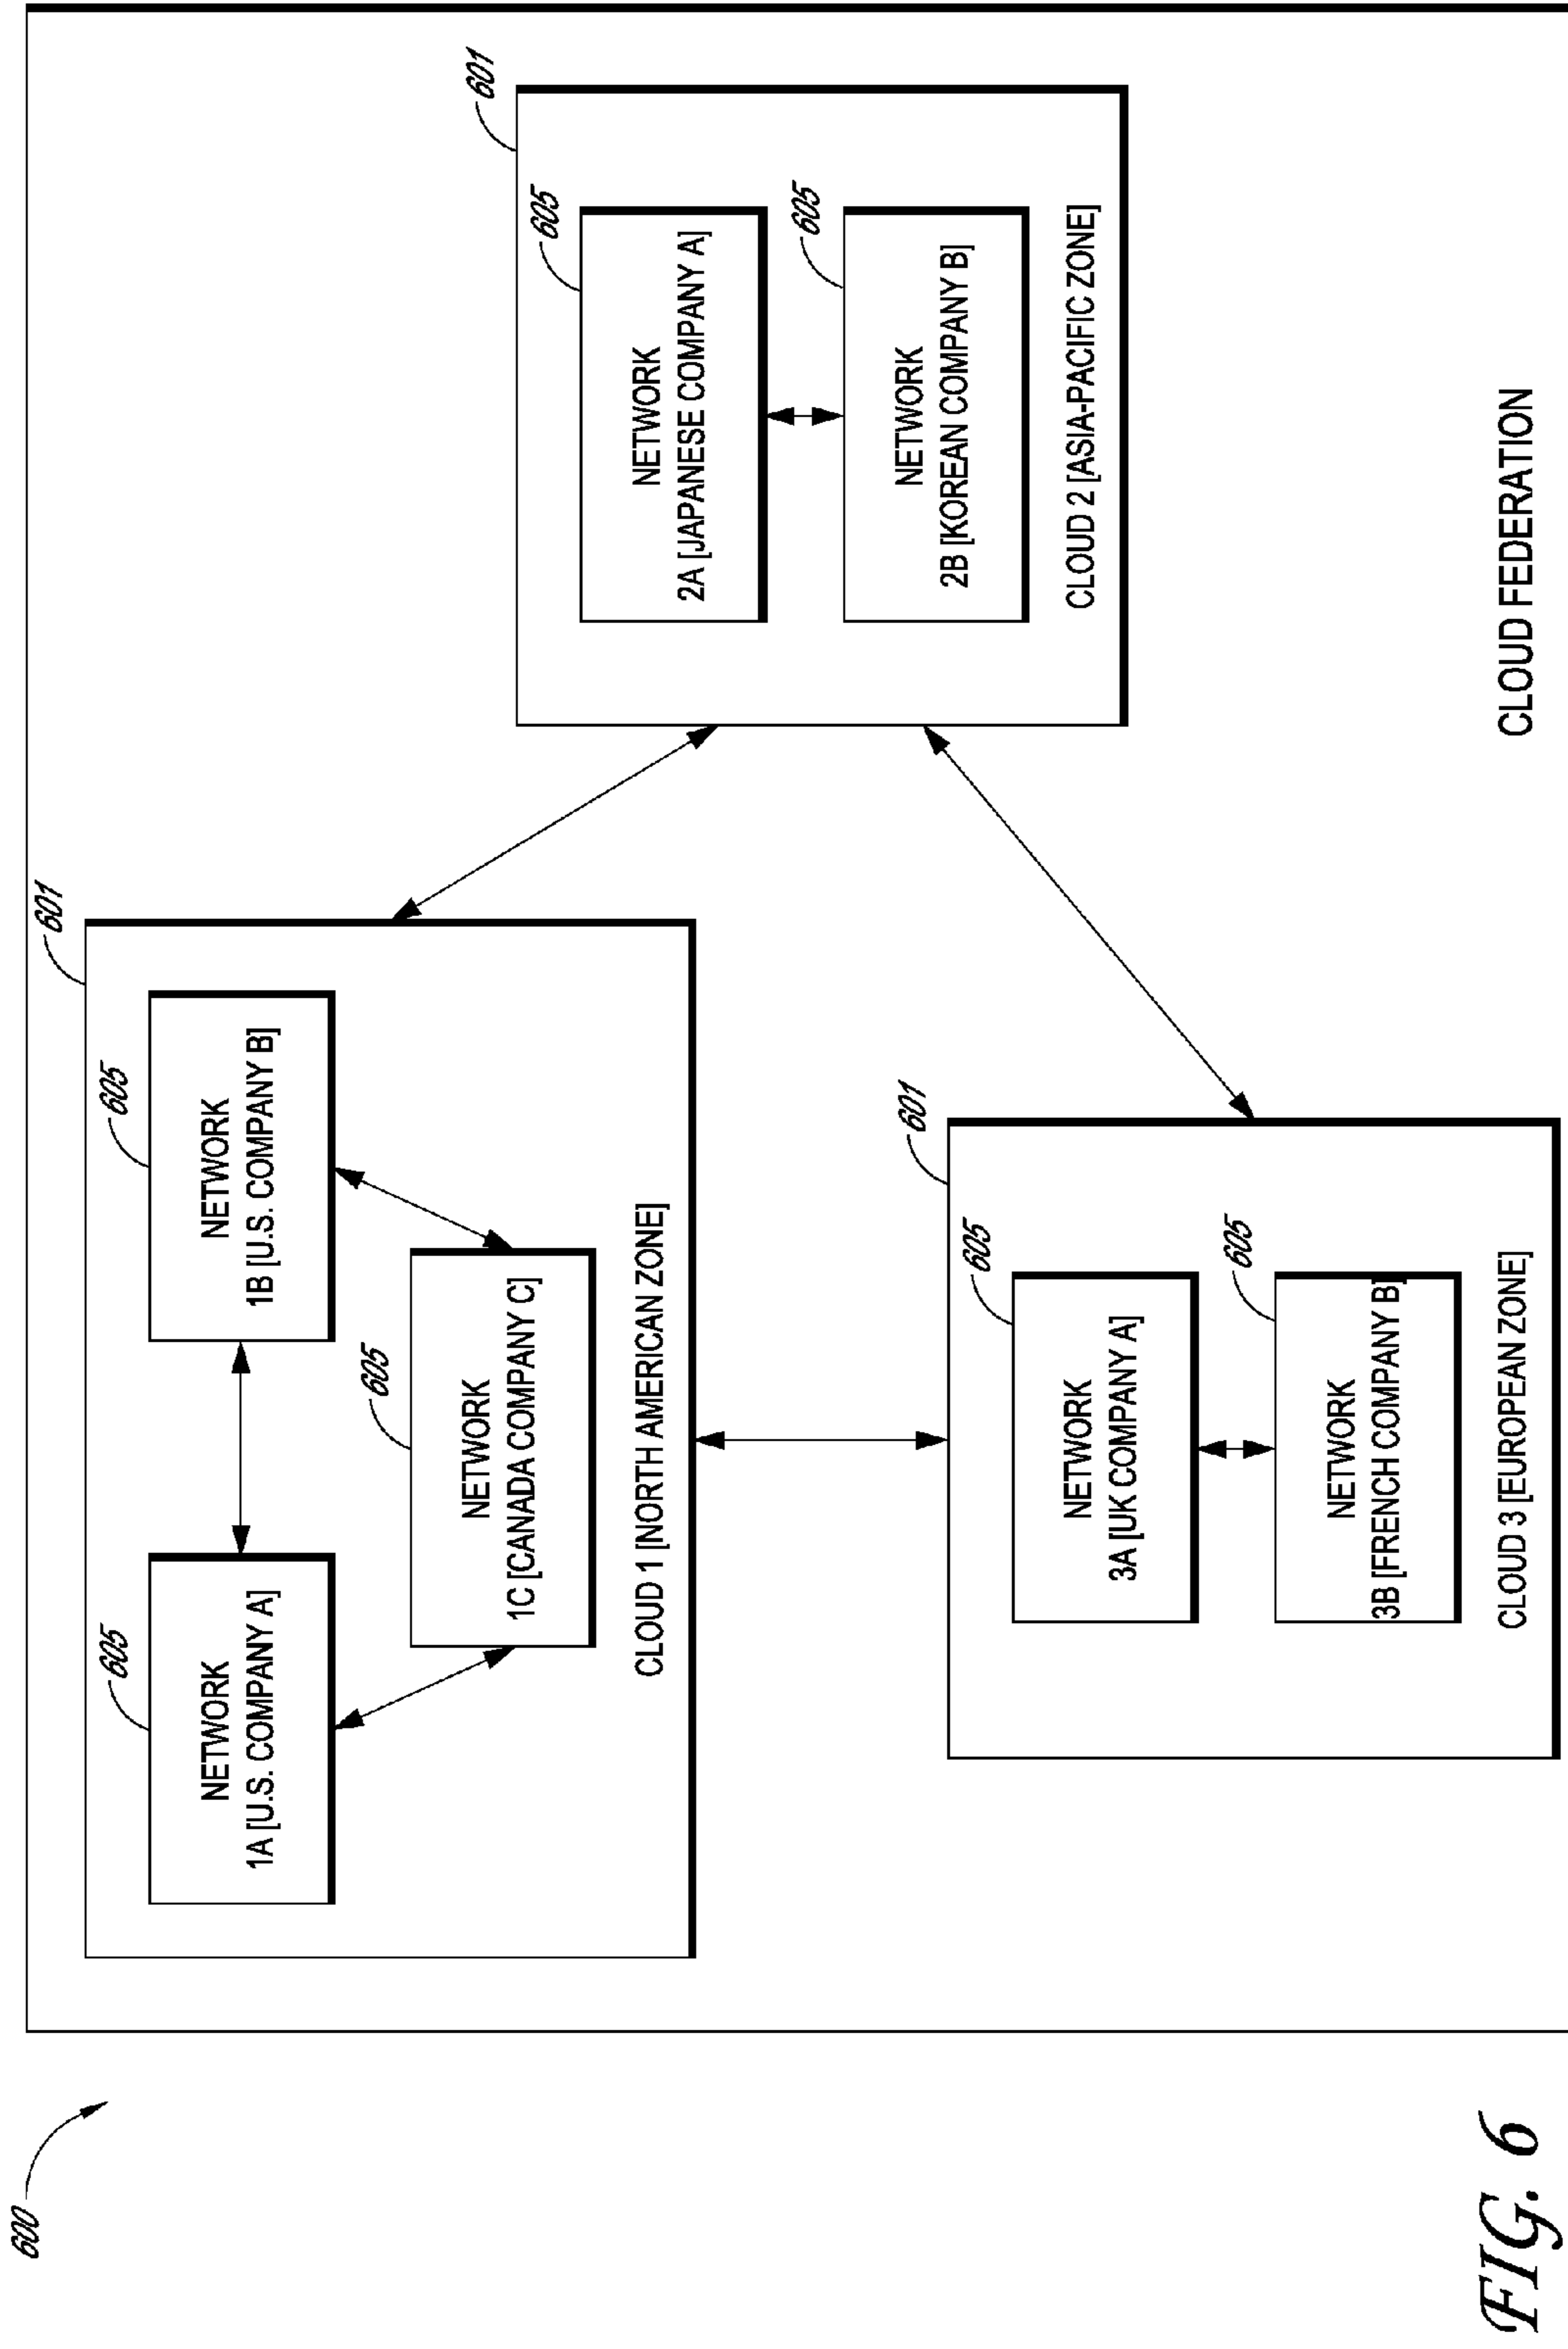 600
601
605
NETWORK
1A [U.S. COMPANY A]
605
NETWORK
1B [U.S. COMPANY B]
605
NETWORK
1C [CANADA COMPANY C]
CLOUD 1 [NORTH AMERICAN ZONE]
601
605
NETWORK
2A [JAPANESE COMPANY A]
605
NETWORK
2B [KOREAN COMPANY B]
CLOUD 2 [ASIA-PACIFIC ZONE]
601
605
NETWORK
3A [UK COMPANY A]
605
NETWORK
3B [FRENCH COMPANY B]
CLOUD 3 [EUROPEAN ZONE]
CLOUD FEDERATION
FIG. 6